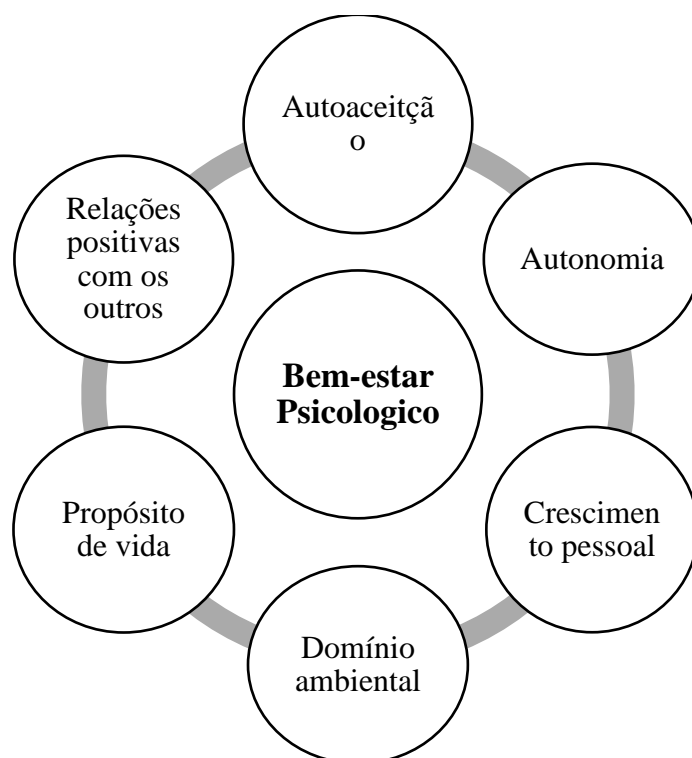 Autoaceitçã
o
Autonomia
Crescimen
to pessoal
Domínio
ambiental
Propósito
de vida
Relações
positivas
com os
outros
Bem-estar
Psicologico